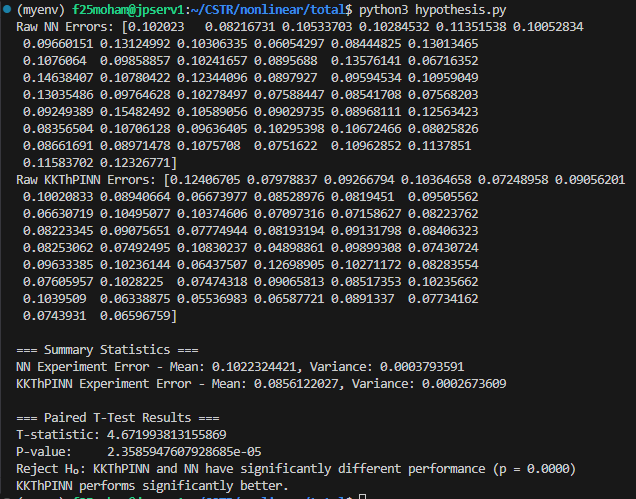 (myenv) f25moham@jpserv1:~/CSTR/nonlinear/total$ python3 hypothesis.py
Raw NN Errors: [0.102023   0.08216731 0.10533703 0.10284532 0.11351538 0.10052834
 0.09660151 0.13124992 0.10306335 0.06054297 0.08444825 0.13013465
 0.1076064  0.09858857 0.10241657 0.0895688  0.13576141 0.06716352
 0.14638407 0.10780422 0.12344096 0.0897927  0.09594534 0.10959049
 0.13035486 0.09764628 0.10278497 0.07588447 0.08541708 0.07568203
 0.09249389 0.15482492 0.10589056 0.09029735 0.08968111 0.12563423
 0.08356504 0.10706128 0.09636405 0.10295398 0.10672466 0.08025826
 0.08661691 0.08971478 0.1075708  0.0751622  0.10962852 0.1137851
 0.11583702 0.12326771]
Raw KKThPINN Errors: [0.12406705 0.07978837 0.09266794 0.10364658 0.07248958 0.09056201
 0.10020833 0.08940664 0.06673977 0.08528976 0.0819451  0.09505562
 0.06630719 0.10495077 0.10374606 0.07097316 0.07158627 0.08223762
 0.08223345 0.09075651 0.07774944 0.08193194 0.09131798 0.08406323
 0.08253062 0.07492495 0.10830237 0.04898861 0.09899308 0.07430724
 0.09633385 0.10236144 0.06437507 0.12698905 0.10271172 0.08283554
 0.07605957 0.1028225  0.07474318 0.09065813 0.08517353 0.10235662
 0.1039509  0.06338875 0.05536983 0.06587721 0.0891337  0.07734162
 0.0743931  0.06596759]
=== Summary Statistics ===
NN Experiment Error - Mean: 0.1022324421, Variance: 0.0003793591
KKThPINN Experiment Error - Mean: 0.0856122027, Variance: 0.0002673609
=== Paired T-Test Results ===
T-statistic: 4.671993813155869
P-value:     2.3585947607928685e-05
Reject H₀: KKThPINN and NN have significantly different performance (p = 0.0000)
KKThPINN performs significantly better.